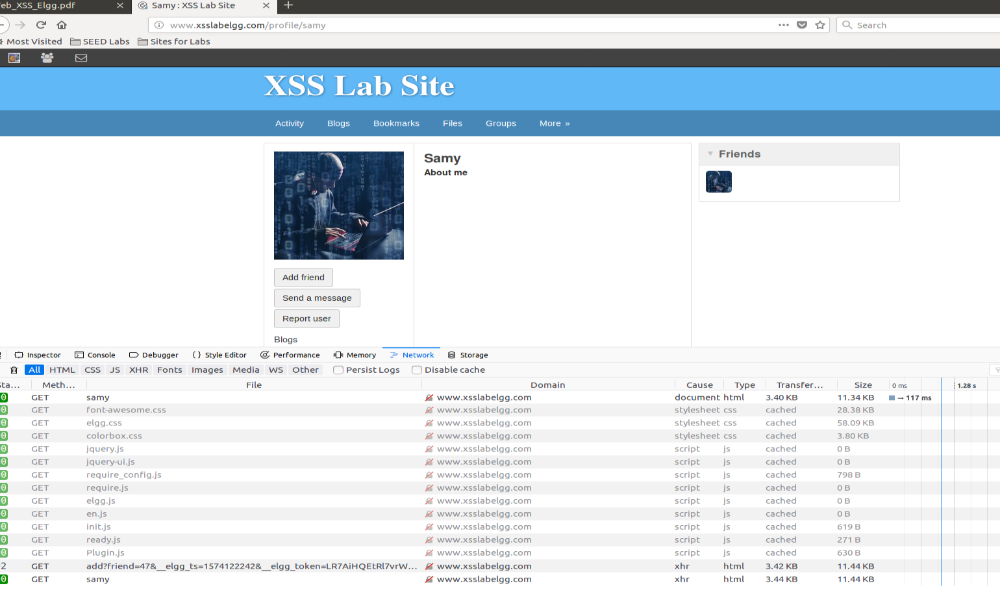 eb_XSS_Elgg.pdf Samy : XSS Lab Site
www.xsslabelgg.com/profile/samy Search
Most Visited SEED Labs Sites for Labs
XSS Lab Site
Activity Blogs Bookmarks Files Groups More »
Samy
About me
Friends
Add friend
Send a message
Report user
Blogs
Inspector Console Debugger {} Style Editor Performance Memory Network Storage
All HTML CSS JS XHR Fonts Images Media WS Other Persist Logs Disable cache
Sta... Meth... File Domain Cause Type Transfer... Size 0 ms 1.28 s
0 GET samy www.xsslabelgg.com document html 3.40 KB 11.34 KB → 117 ms
0 GET font-awesome.css www.xsslabelgg.com stylesheet css cached 28.38 KB
0 GET elgg.css www.xsslabelgg.com stylesheet css cached 58.09 KB
0 GET colorbox.css www.xsslabelgg.com stylesheet css cached 3.80 KB
0 GET jquery.js www.xsslabelgg.com script js cached 0 B
0 GET jquery-ui.js www.xsslabelgg.com script js cached 0 B
0 GET require_config.js www.xsslabelgg.com script js cached 798 B
0 GET require.js www.xsslabelgg.com script js cached 0 B
0 GET elgg.js www.xsslabelgg.com script js cached 0 B
0 GET en.js www.xsslabelgg.com script js cached 0 B
0 GET init.js www.xsslabelgg.com script js cached 619 B
0 GET ready.js www.xsslabelgg.com script js cached 271 B
0 GET Plugin.js www.xsslabelgg.com script js cached 630 B
2 GET add?friend=47&__elgg_ts=1574122242&__elgg_token=LR7AiHQEtRl7vrW... www.xsslabelgg.com xhr html 3.42 KB 11.44 KB
0 GET samy www.xsslabelgg.com xhr html 3.44 KB 11.44 KB